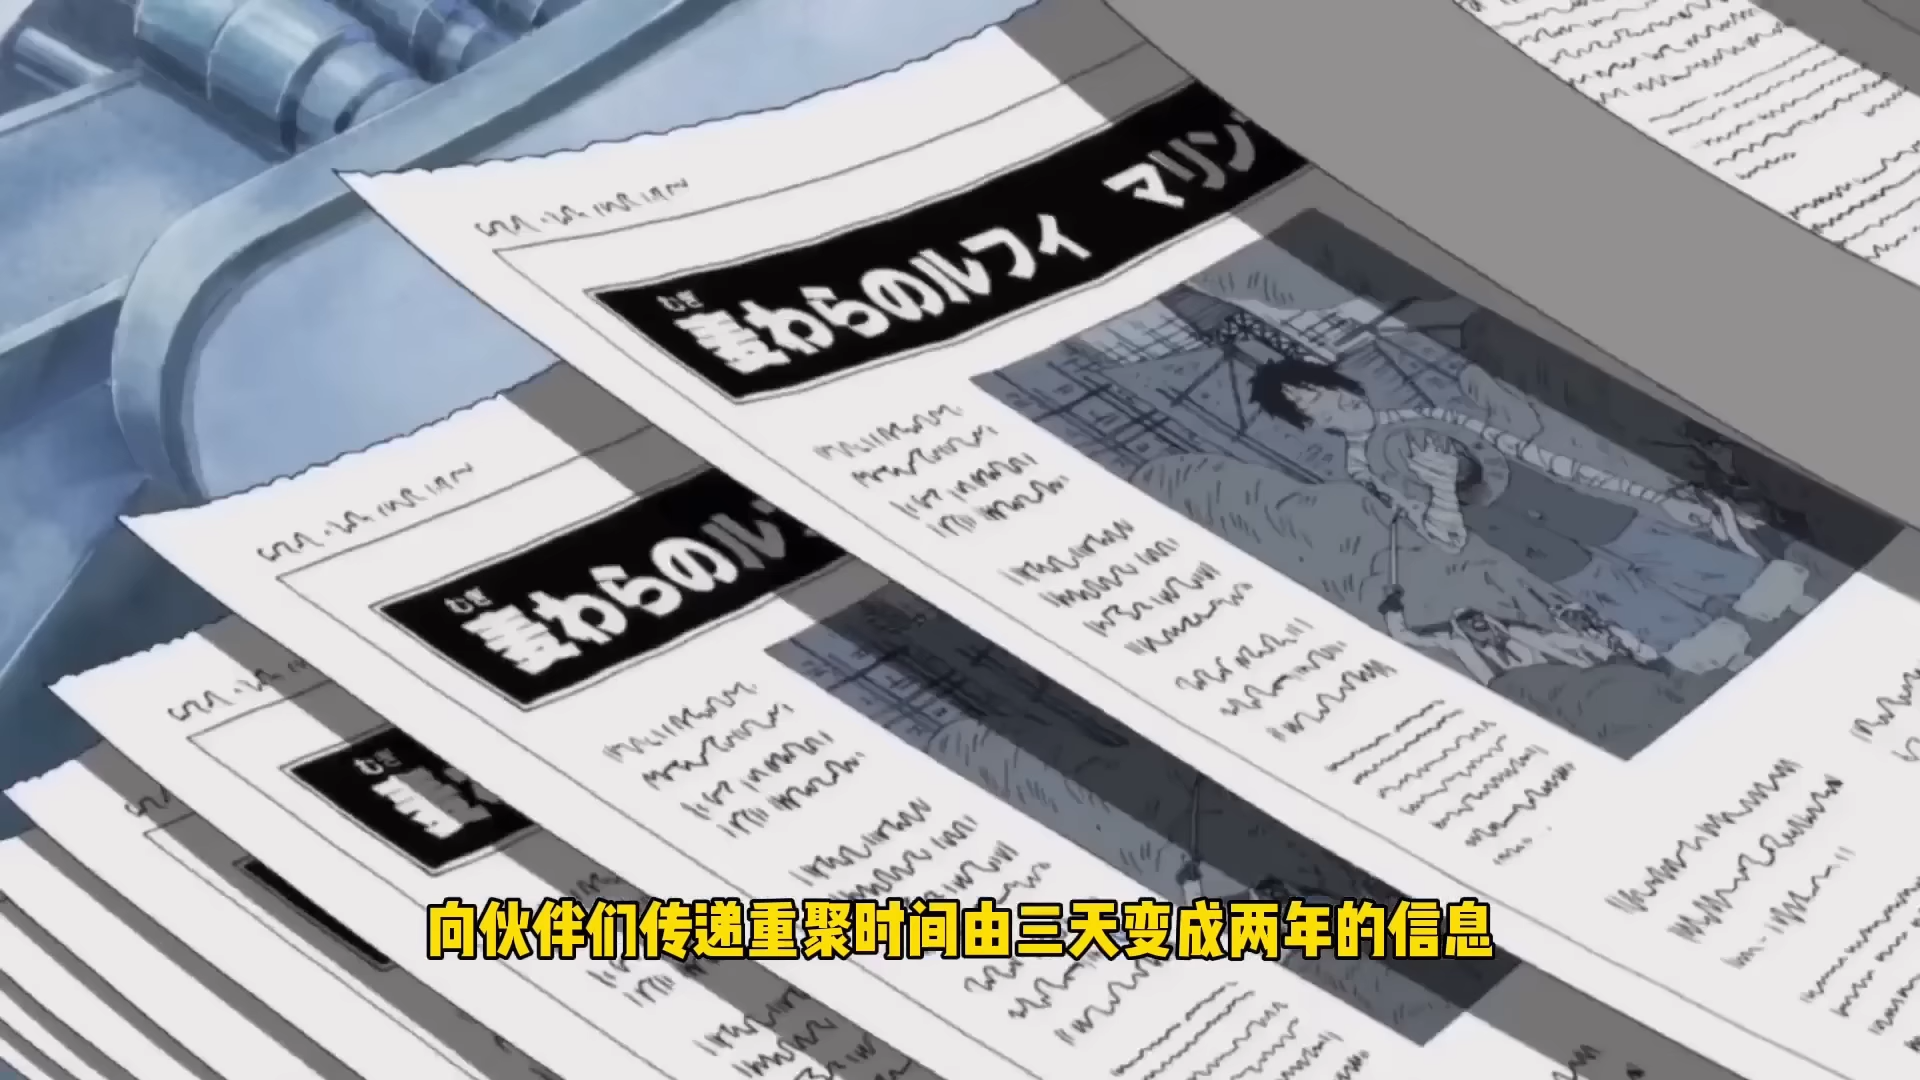 むぎ
麦わらのルフィ マリン
むぎ
麦わらのル
むぎ
麦
向伙伴们传递重聚时间由三天变成两年的信息